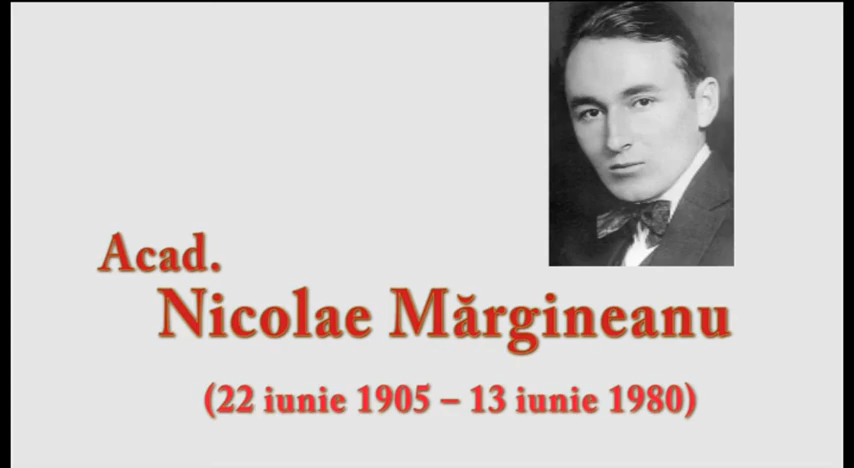 Acad.
Nicolae Mărgineanu
(22 iunie 1905 – 13 iunie 1980)